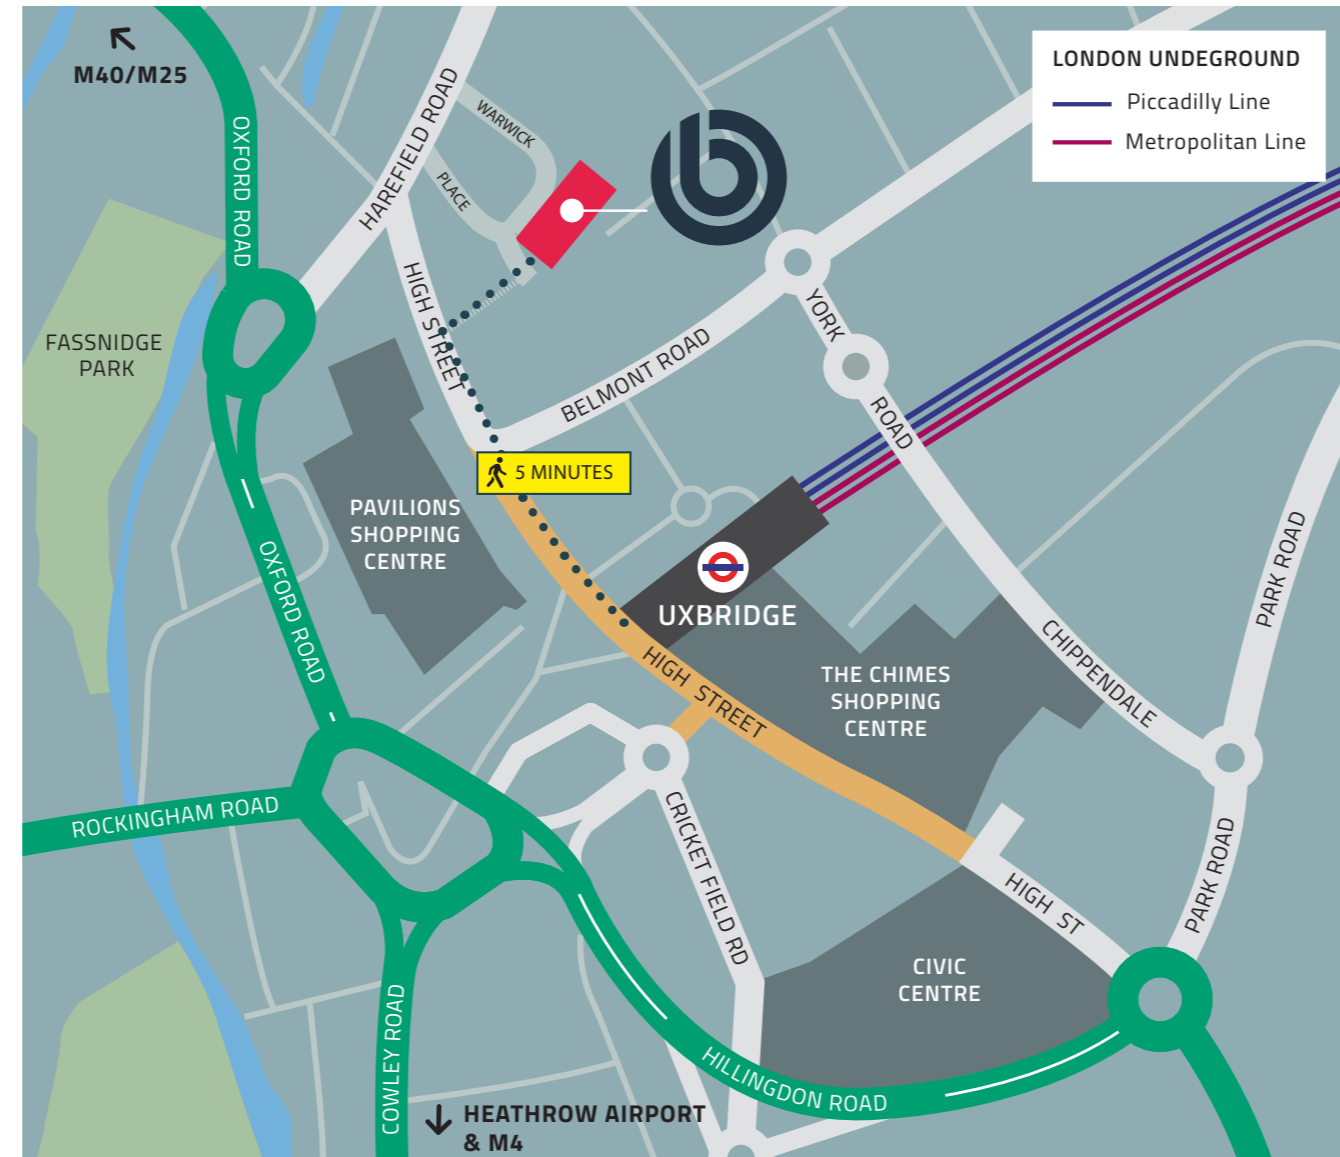 M40/M25
OXFORD ROAD
HAREFIELD ROAD
WARWICK
PLACE
b
LONDON UNDEGROUND
Piccadilly Line
Metropolitan Line
FASSNIDGE
PARK
HIGH STREET
BELMONT ROAD
YORK
ROAD
5 MINUTES
PAVILIONS
SHOPPING
CENTRE
OXFORD ROAD
UXBRIDGE
HIGH STREET
THE CHIMES
SHOPPING
CENTRE
CHIPPENDALE
PARK ROAD
ROCKINGHAM ROAD
CRICKET FIELD RD
HIGH ST
PARK ROAD
CIVIC
CENTRE
COWLEY ROAD
HILLINGDON ROAD
HEATHROW AIRPORT
& M4